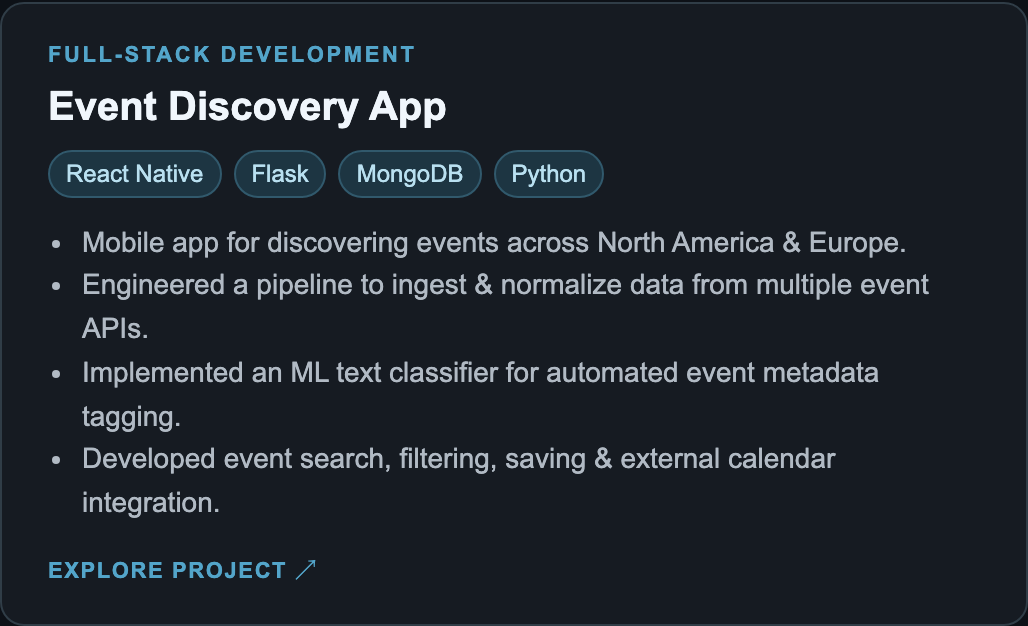 FULL-STACK DEVELOPMENT
Event Discovery App
React Native Flask MongoDB Python
• Mobile app for discovering events across North America & Europe.
• Engineered a pipeline to ingest & normalize data from multiple event
APIs.
• Implemented an ML text classifier for automated event metadata
tagging.
• Developed event search, filtering, saving & external calendar
integration.
EXPLORE PROJECT ↗